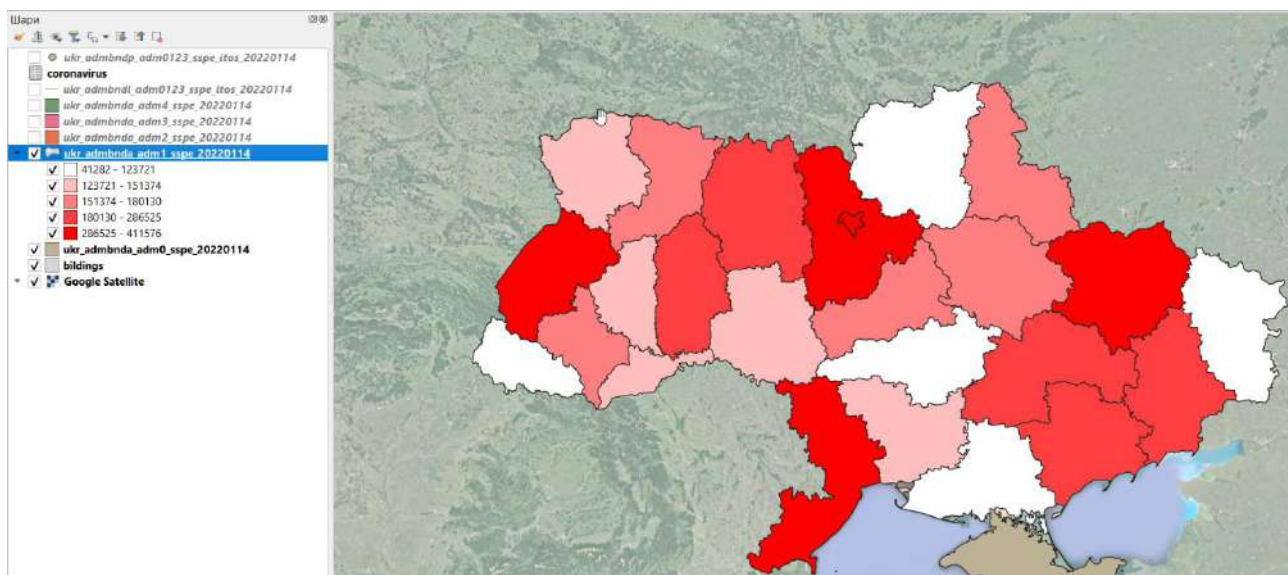 Шари
ukr_admbndp_adm0123_sspe_itos_20220114
coronavirus
ukr_admbndl_adm0123_sspe_itos_20220114
ukr_admbnda_adm4_sspe_20220114
ukr_admbnda_adm3_sspe_20220114
ukr_admbnda_adm2_sspe_20220114
ukr_admbnda_adm1_sspe_20220114
41282 - 123721
123721 - 151374
151374 - 180130
180130 - 286525
286525 - 411576
ukr_admbnda_adm0_sspe_20220114
bildings
Google Satellite